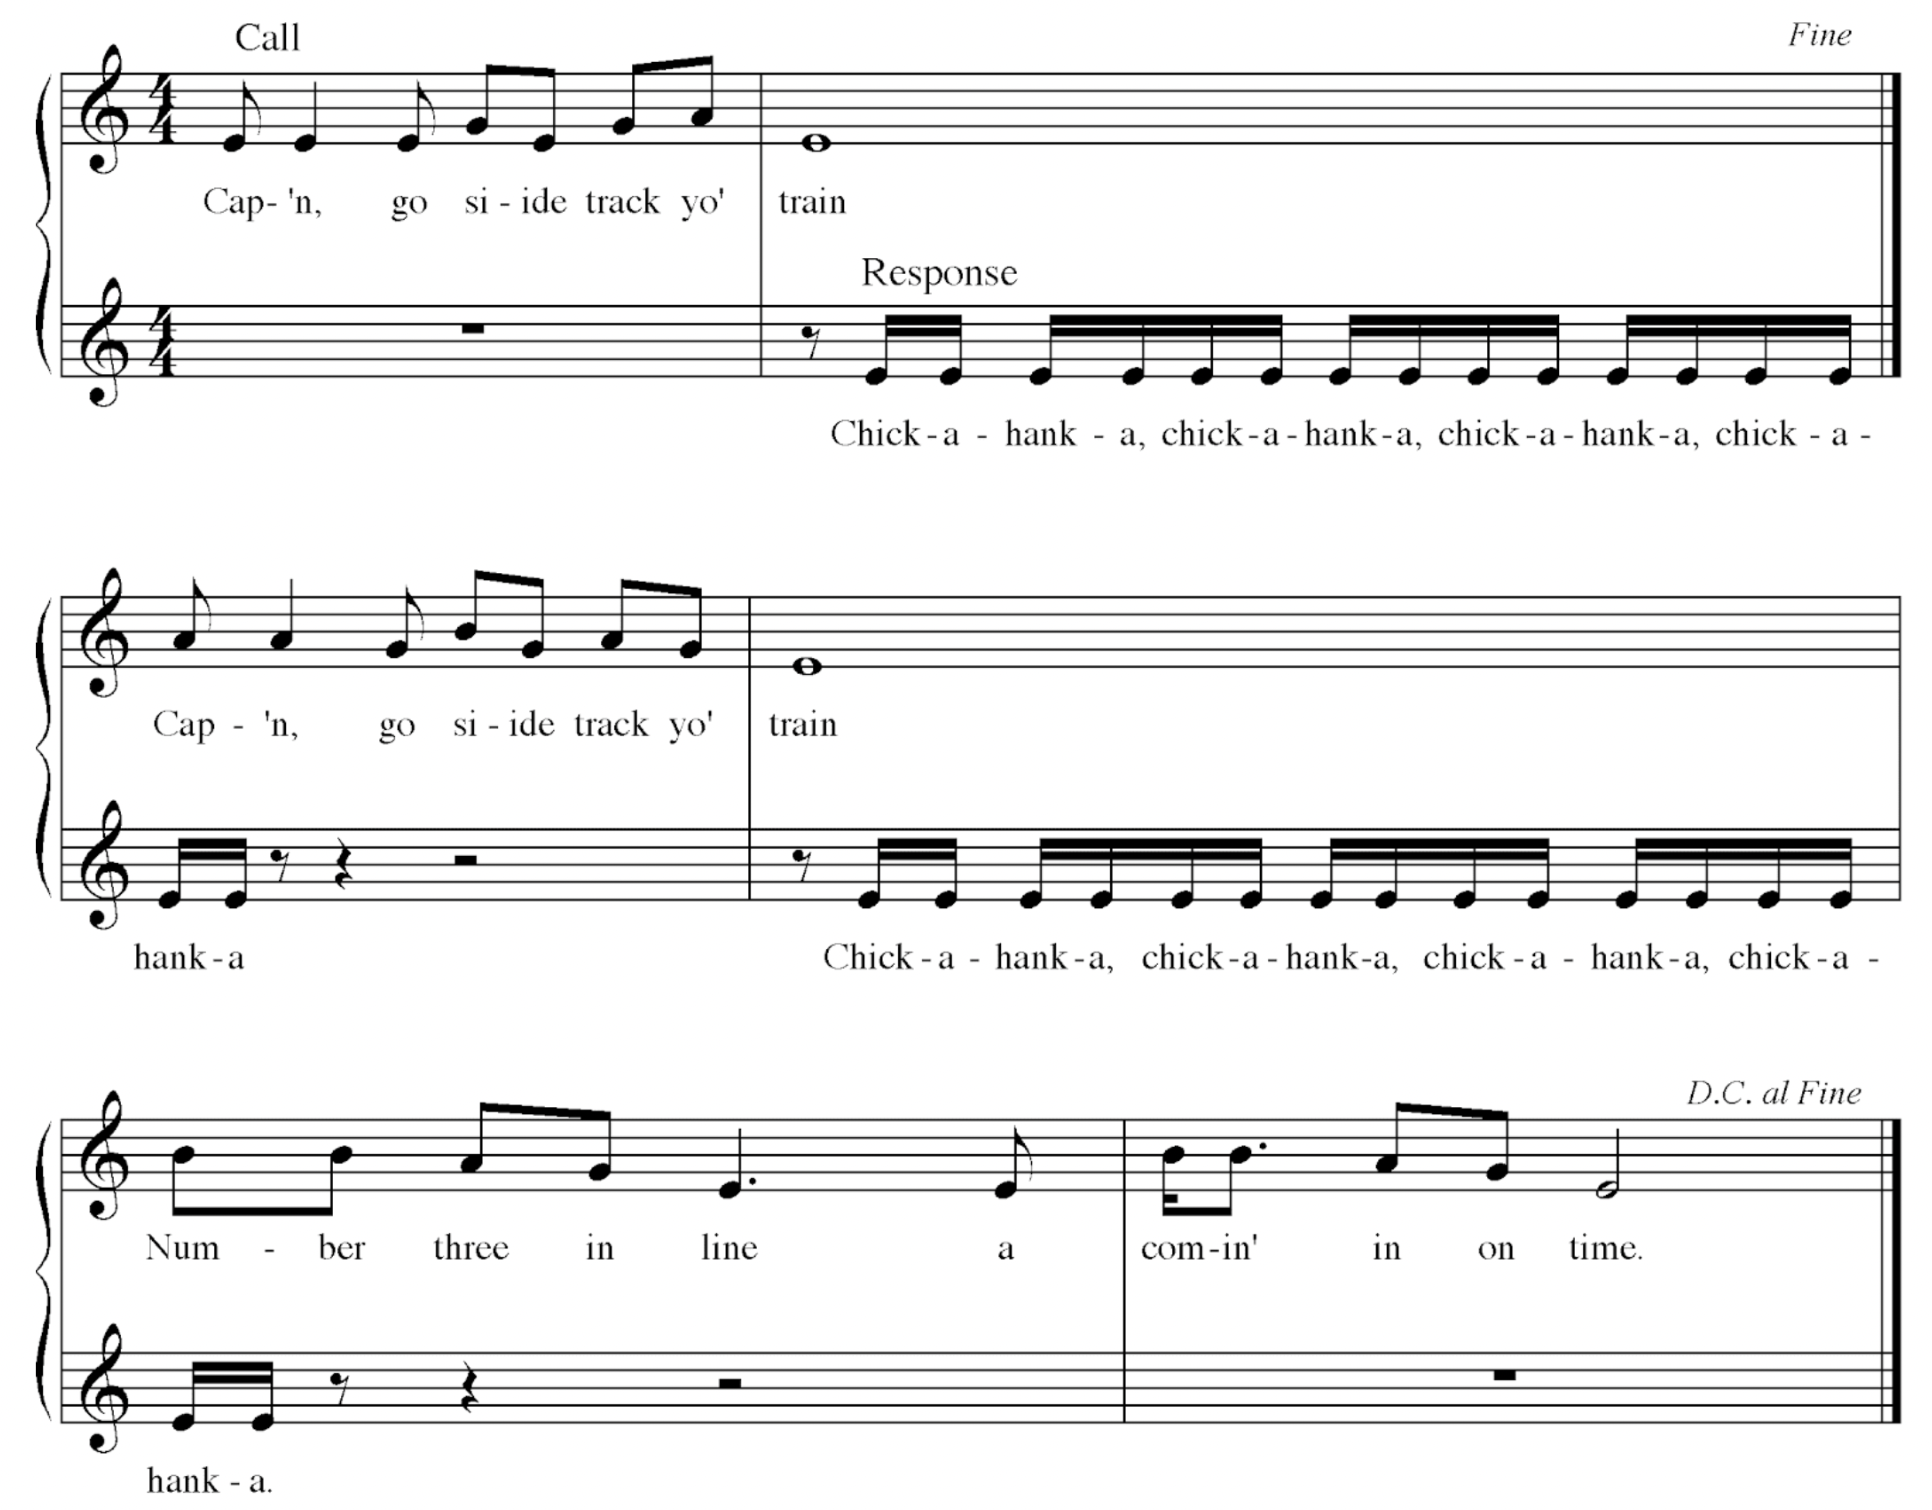 Call
Fine
4
4
Cap- 'n, go si - ide track yo' train
Response
4
4
Chick - a - hank - a, chick - a - hank - a, chick - a - hank - a, chick - a -
Cap - 'n, go si - ide track yo' train
hank - a Chick - a - hank - a, chick - a - hank - a, chick - a - hank - a, chick - a -
D.C. al Fine
Num - ber three in line a com - in' in on time.
hank - a.